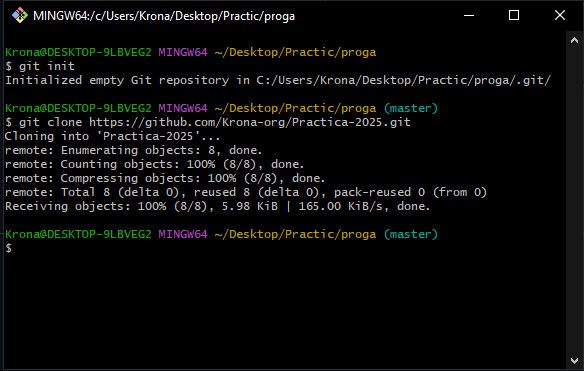 MINGW64:/c/Users/Krona/Desktop/Practic/proga
Krona@DESKTOP-9LBVEG2 MINGW64 ~/Desktop/Practic/proga
$ git init
Initialized empty Git repository in C:/Users/Krona/Desktop/Practic/proga/.git/
Krona@DESKTOP-9LBVEG2 MINGW64 ~/Desktop/Practic/proga (master)
$ git clone https://github.com/Krona-org/Practica-2025.git
Cloning into 'Practica-2025'...
remote: Enumerating objects: 8, done.
remote: Counting objects: 100% (8/8), done.
remote: Compressing objects: 100% (8/8), done.
remote: Total 8 (delta 0), reused 8 (delta 0), pack-reused 0 (from 0)
Receiving objects: 100% (8/8), 5.98 KiB | 165.00 KiB/s, done.
Krona@DESKTOP-9LBVEG2 MINGW64 ~/Desktop/Practic/proga (master)
$